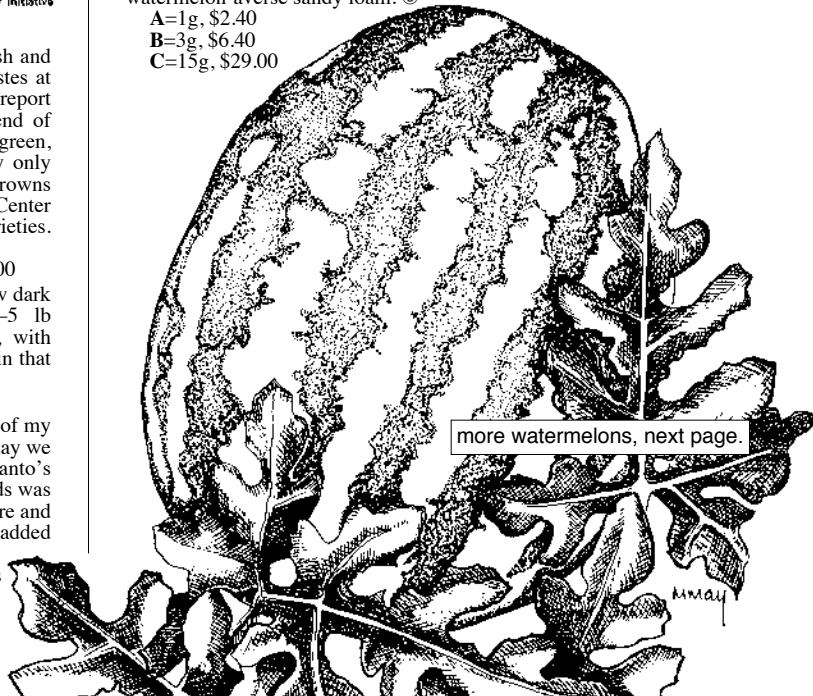 Initiative
sh and
stes at
report
end of
green,
y only
rowns
Center
rieties.
00
w dark
–5 lb
, with
in that
of my
ay we
anto's
ds was
re and
added
watermelon-averse sandy loam.
A=1g, $2.40
B=3g, $6.40
C=15g, $29.00
more watermelons, next page.